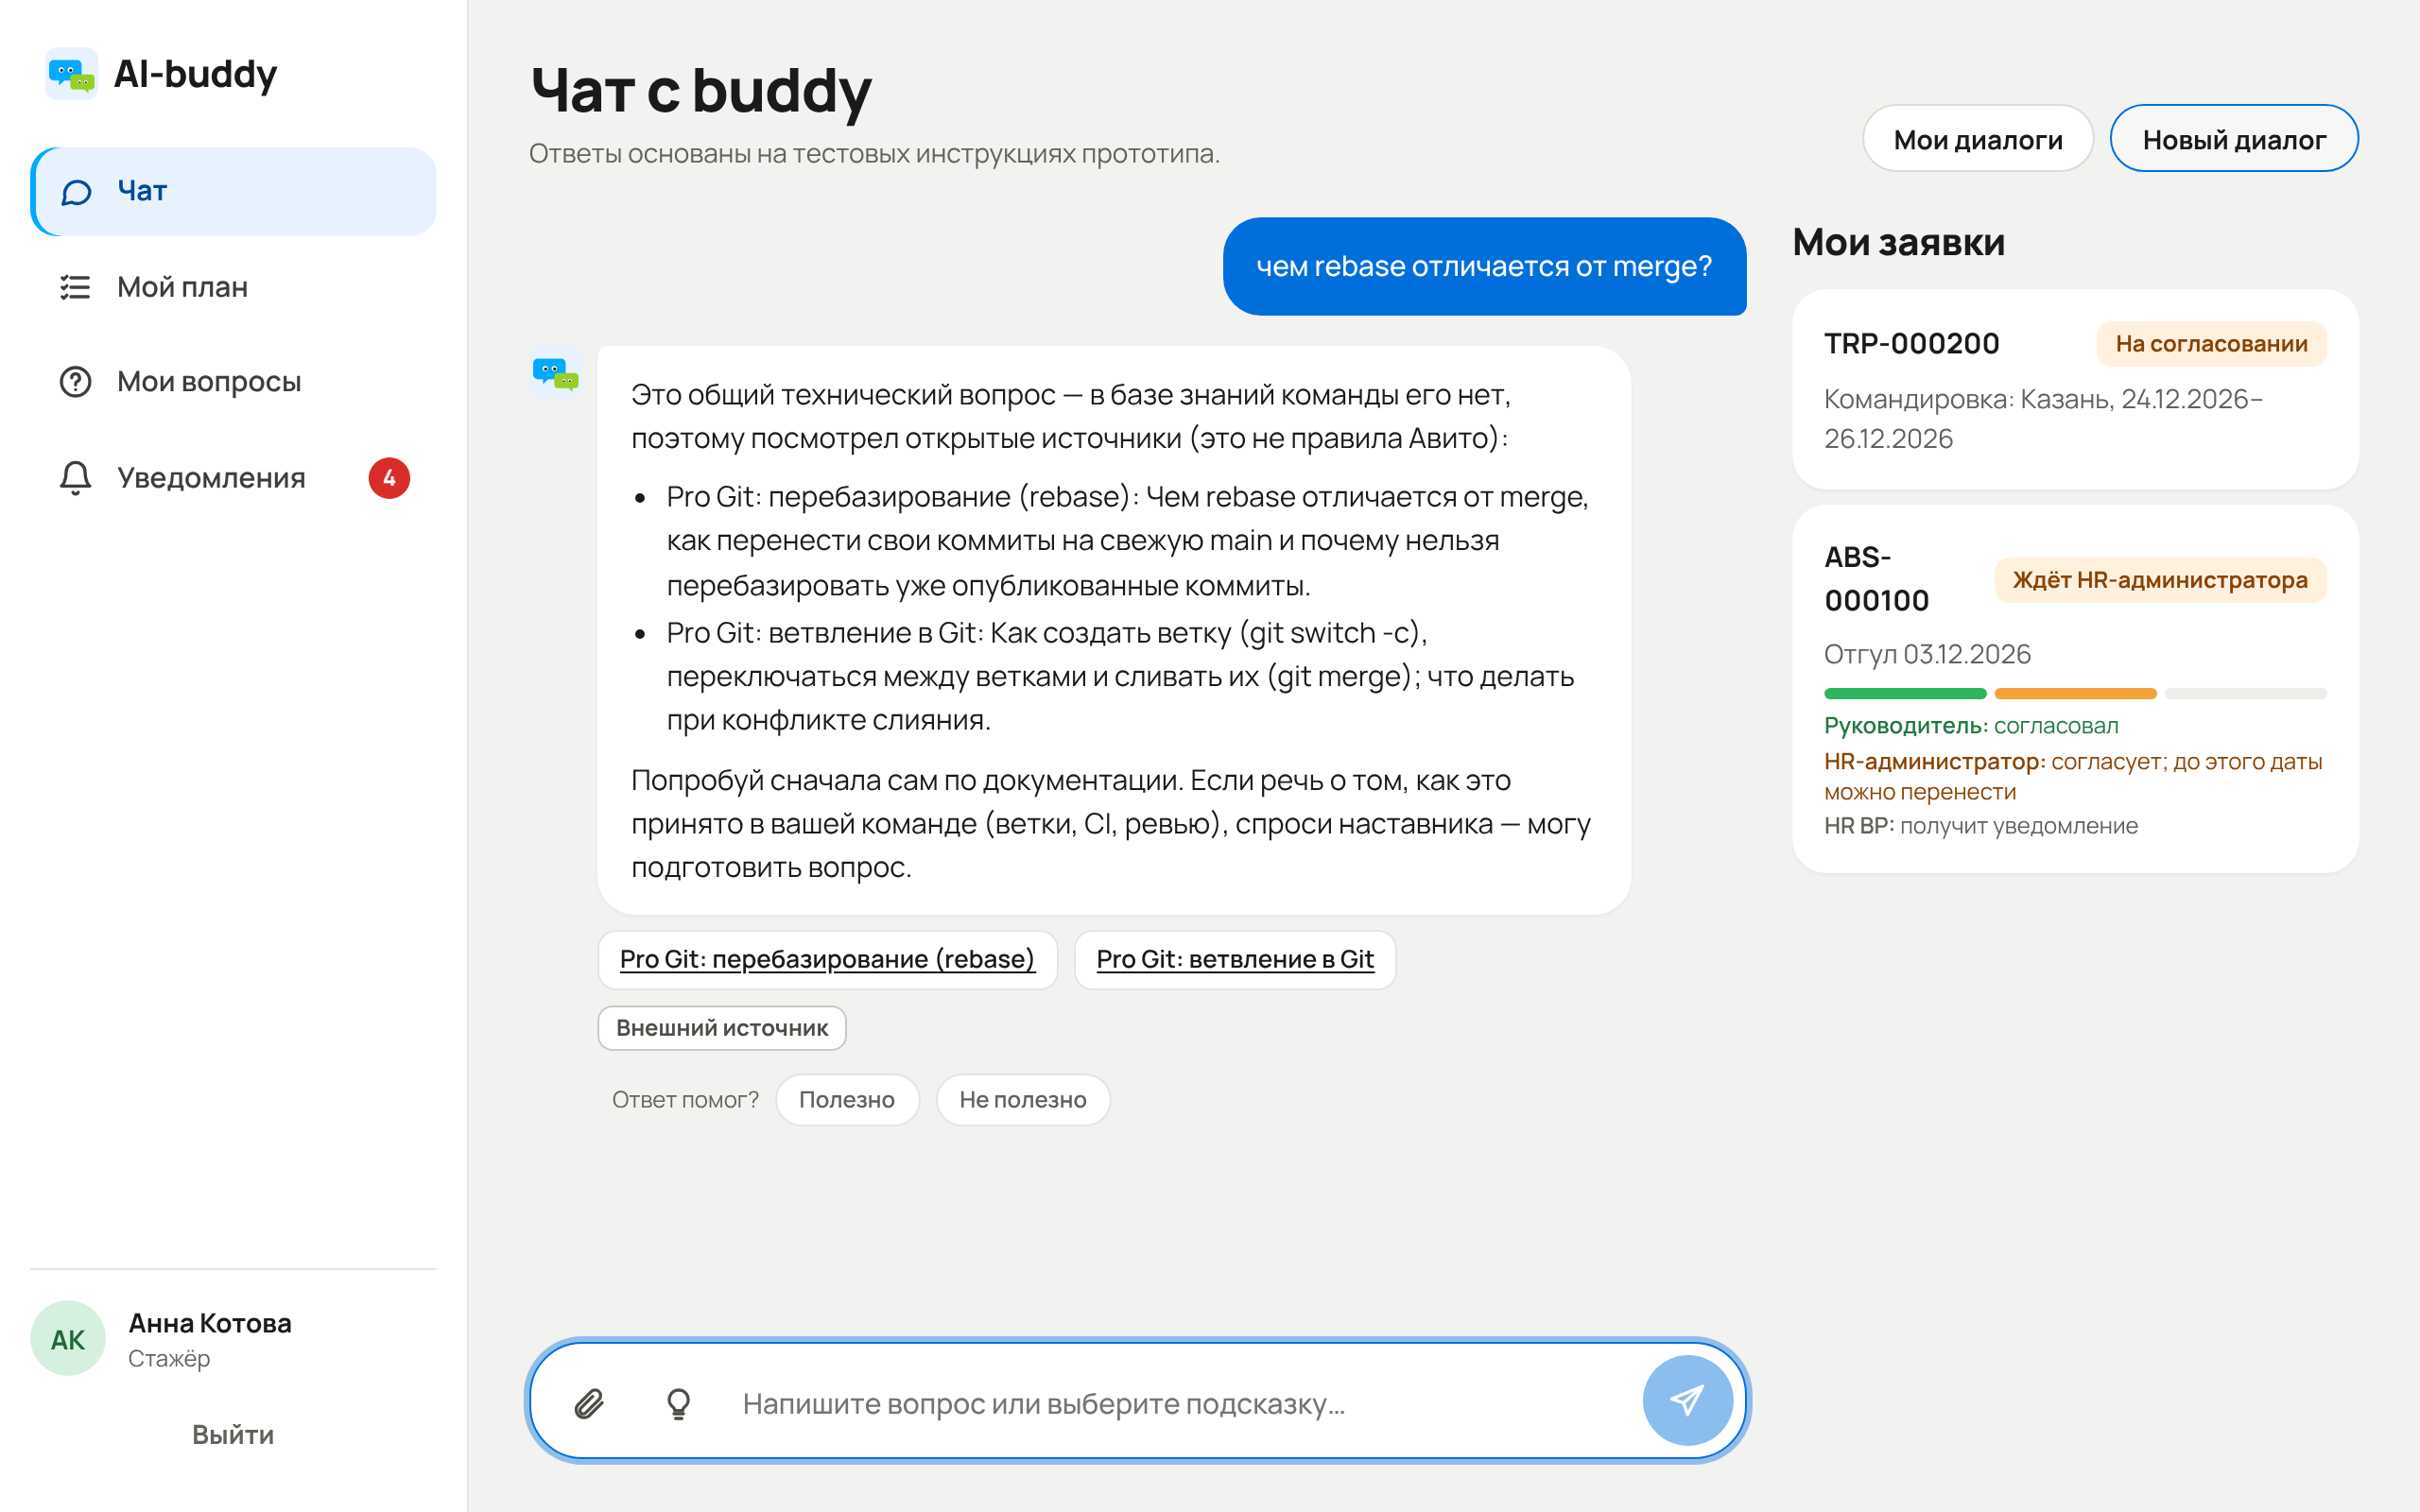 AI-buddy
Чат
Мой план
Мои вопросы
Уведомления
4
Анна Котова
АК
Стажёр
Выйти
Чат с buddy
Ответы основаны на тестовых инструкциях прототипа.
Мои диалоги
Новый диалог
чем rebase отличается от merge?
Это общий технический вопрос — в базе знаний команды его нет,
поэтому посмотрел открытые источники (это не правила Авито):
• Pro Git: перебазирование (rebase): Чем rebase отличается от merge,
как перенести свои коммиты на свежую main и почему нельзя
перебазировать уже опубликованные коммиты.
• Pro Git: ветвление в Git: Как создать ветку (git switch -c),
переключаться между ветками и сливать их (git merge); что делать
при конфликте слияния.
Попробуй сначала сам по документации. Если речь о том, как это
принято в вашей команде (ветки, CI, ревью), спроси наставника — могу
подготовить вопрос.
Pro Git: перебазирование (rebase)
Pro Git: ветвление в Git
Внешний источник
Ответ помог?
Полезно
Не полезно
Напишите вопрос или выберите подсказку...
Мои заявки
TRP-000200
На согласовании
Командировка: Казань, 24.12.2026–
26.12.2026
ABS-
000100
Ждёт HR-администратора
Отгул 03.12.2026
Руководитель: согласовал
HR-администратор: согласует; до этого даты
можно перенести
HR BP: получит уведомление